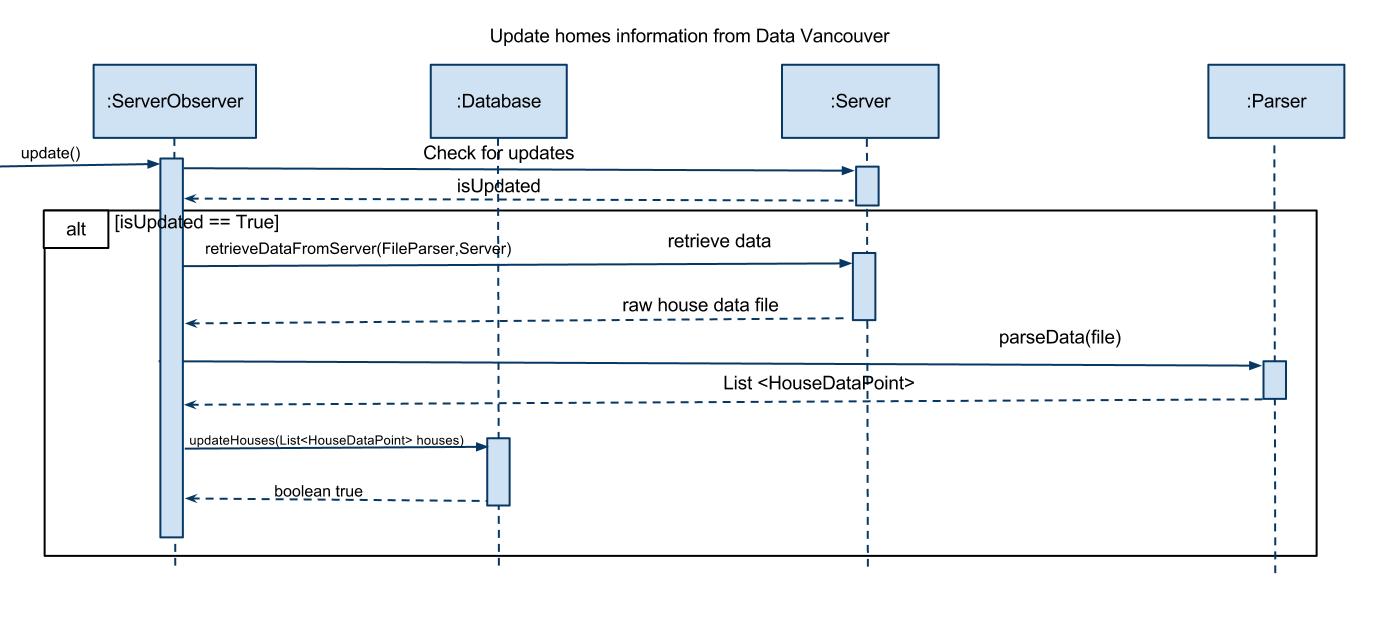 Update homes information from Data Vancouver
:ServerObserver
:Database
:Server
:Parser
update()
Check for updates
isUpdated
alt
[isUpdated == True]
retrieveDataFromServer(FileParser,Server)
retrieve data
raw house data file
parseData(file)
List <HouseDataPoint>
updateHouses(List<HouseDataPoint> houses)
boolean true